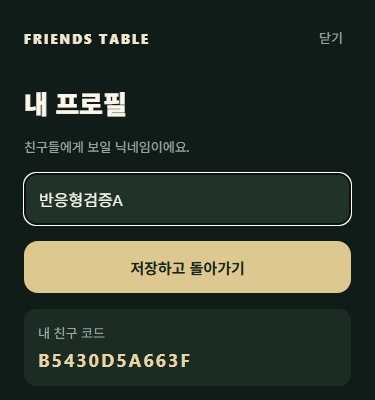 FRIENDS TABLE
닫기
내 프로필
친구들에게 보일 닉네임이에요.
반응형검증A
저장하고 돌아가기
내 친구 코드
B5430D5A663F